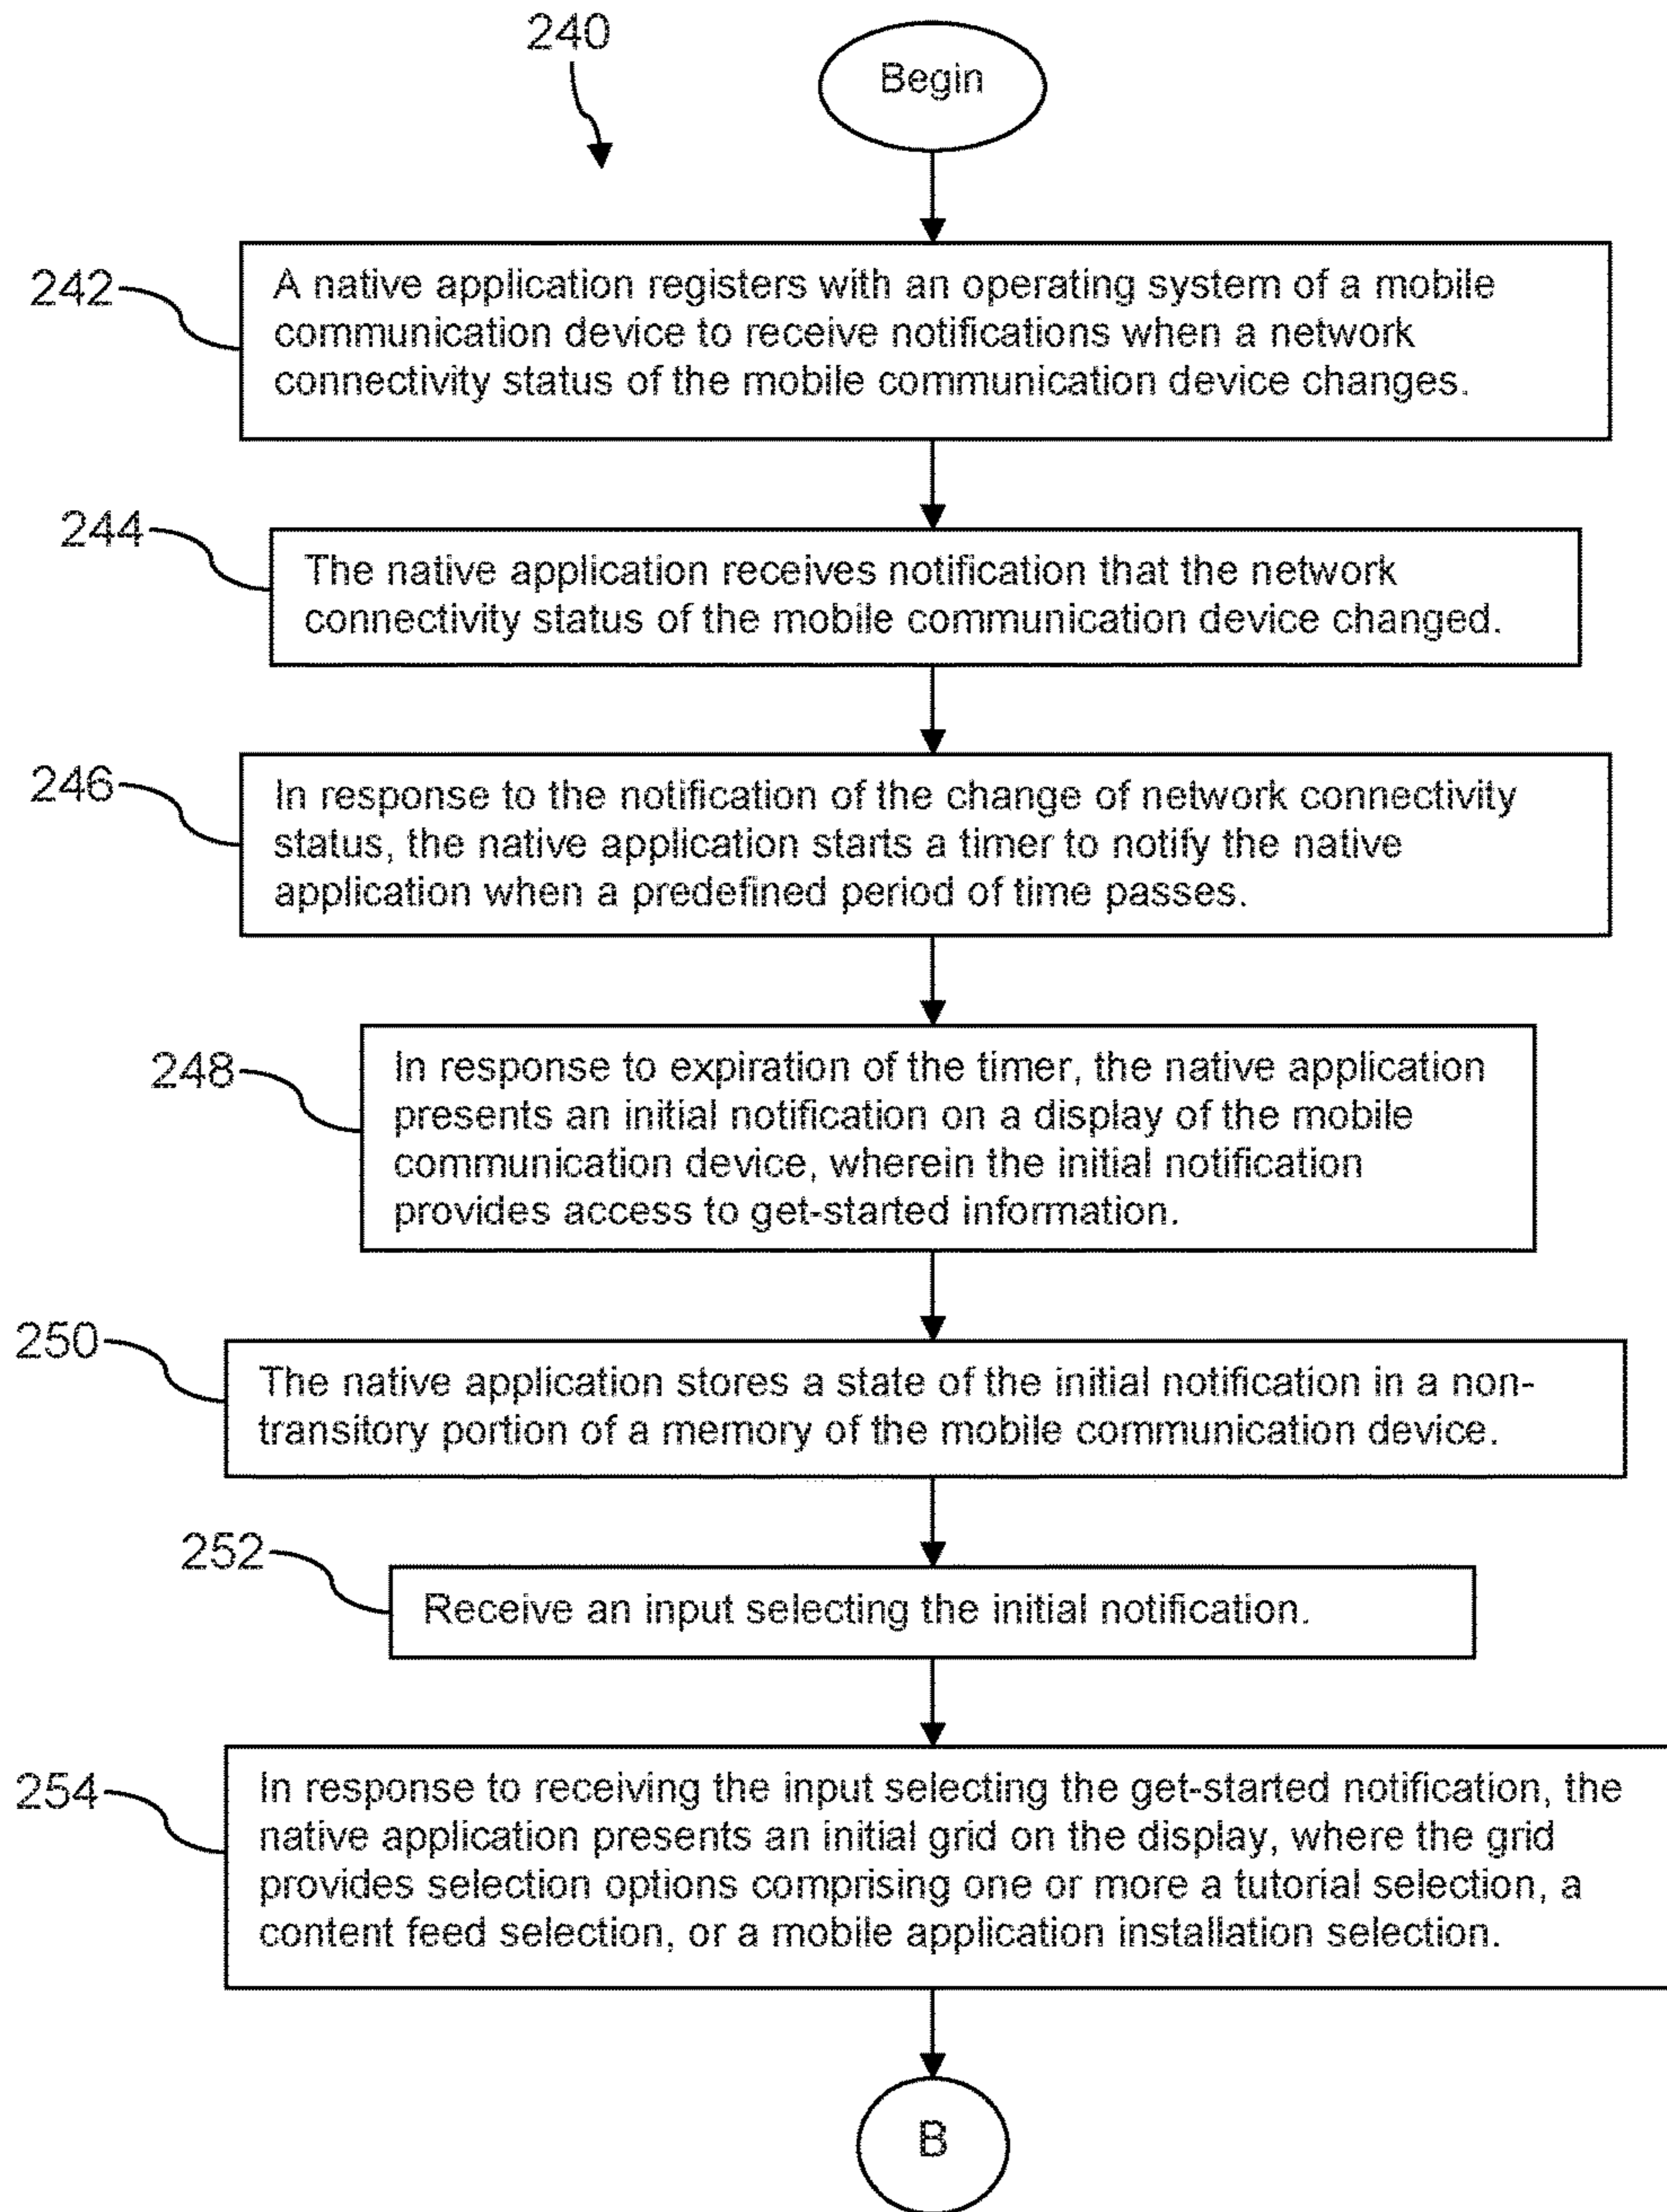 240
Begin
242
A native application registers with an operating system of a mobile
communication device to receive notifications when a network
connectivity status of the mobile communication device changes.
244
The native application receives notification that the network
connectivity status of the mobile communication device changed.
246
In response to the notification of the change of network connectivity
status, the native application starts a timer to notify the native
application when a predefined period of time passes.
248
In response to expiration of the timer, the native application
presents an initial notification on a display of the mobile
communication device, wherein the initial notification
provides access to get-started information.
250
The native application stores a state of the initial notification in a non-
transitory portion of a memory of the mobile communication device.
252
Receive an input selecting the initial notification.
254
In response to receiving the input selecting the get-started notification, the
native application presents an initial grid on the display, where the grid
provides selection options comprising one or more a tutorial selection, a
content feed selection, or a mobile application installation selection.
B